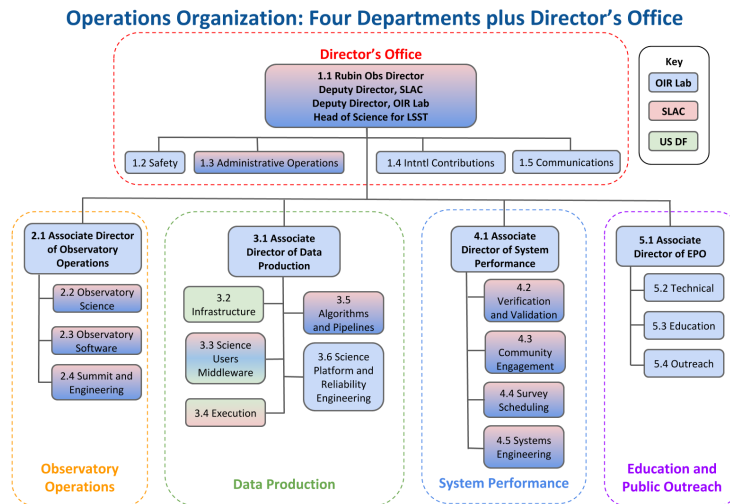 Operations Organization: Four Departments plus Director’s Office
Director’s Office
1.1 Rubin Obs Director
Deputy Director, SLAC
Deputy Director, OIR Lab
Head of Science for LSST
Key
OIR Lab
SLAC
US DF
1.2 Safety
1.3 Administrative Operations
1.4 Intntl Contributions
1.5 Communications
2.1 Associate Director
of Observatory
Operations
2.2 Observatory
Science
2.3 Observatory
Software
2.4 Summit and
Engineering
Observatory
Operations
3.1 Associate
Director of Data
Production
3.2
Infrastructure
3.3 Science
Users
Middleware
3.4 Execution
3.5
Algorithms
and Pipelines
3.6 Science
Platform and
Reliability
Engineering
Data Production
4.1 Associate
Director of System
Performance
4.2
Verification
and Validation
4.3
Community
Engagement
4.4 Survey
Scheduling
4.5 Systems
Engineering
System Performance
5.1 Associate
Director of EPO
5.2 Technical
5.3 Education
5.4 Outreach
Education and
Public Outreach